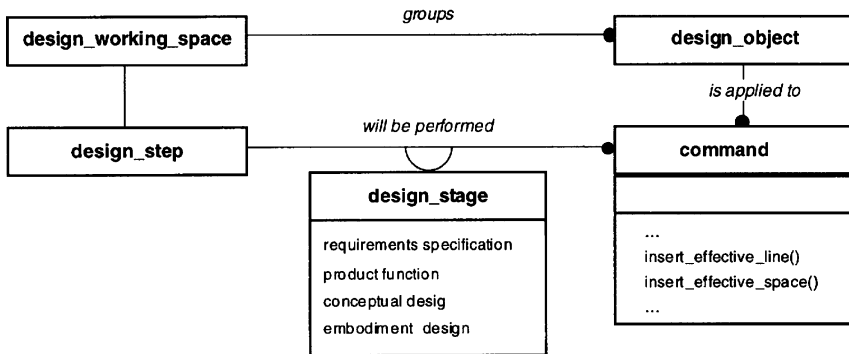 groups
design_working_space
design_object
is applied to
will be performed
design_step
command
design_stage
requirements specification
product function
conceptual desig
embodiment design
...
insert_effective_line()
insert_effective_space()
...